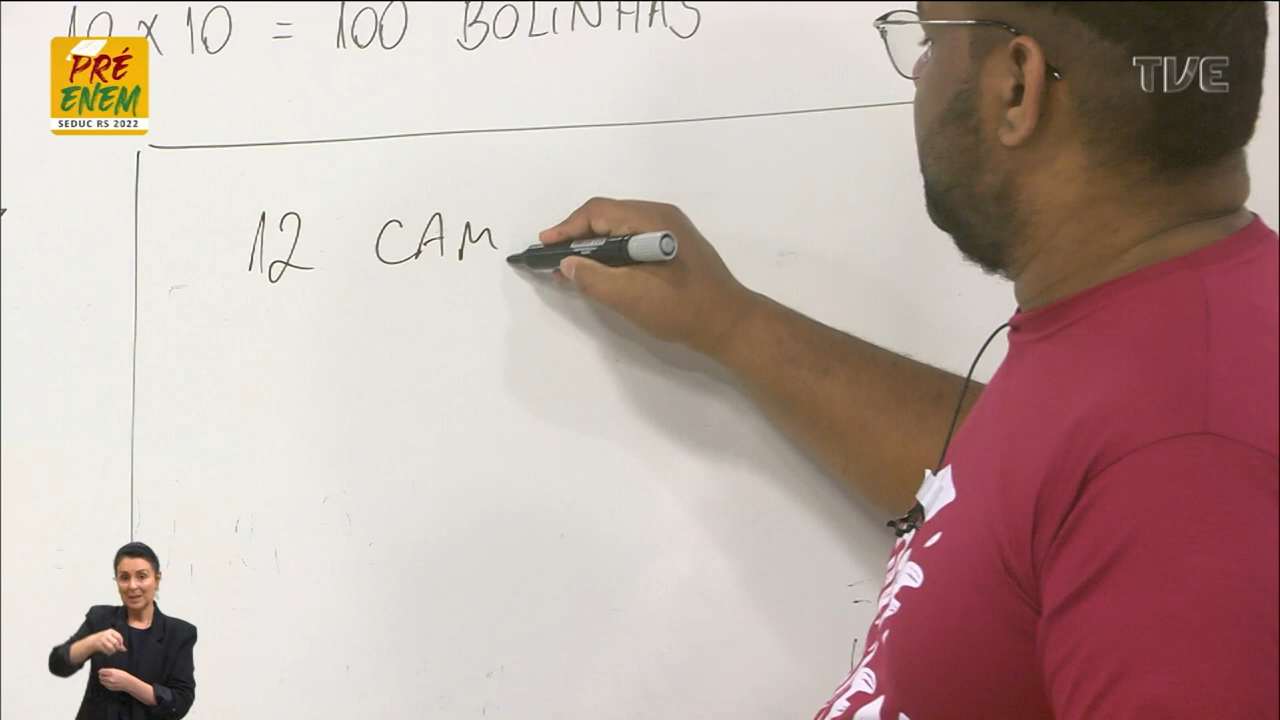 10 x 10 = 100 BOLINHAS
PRÉ
ENEM
SEDUC RS 2022
TVE
12 CAM